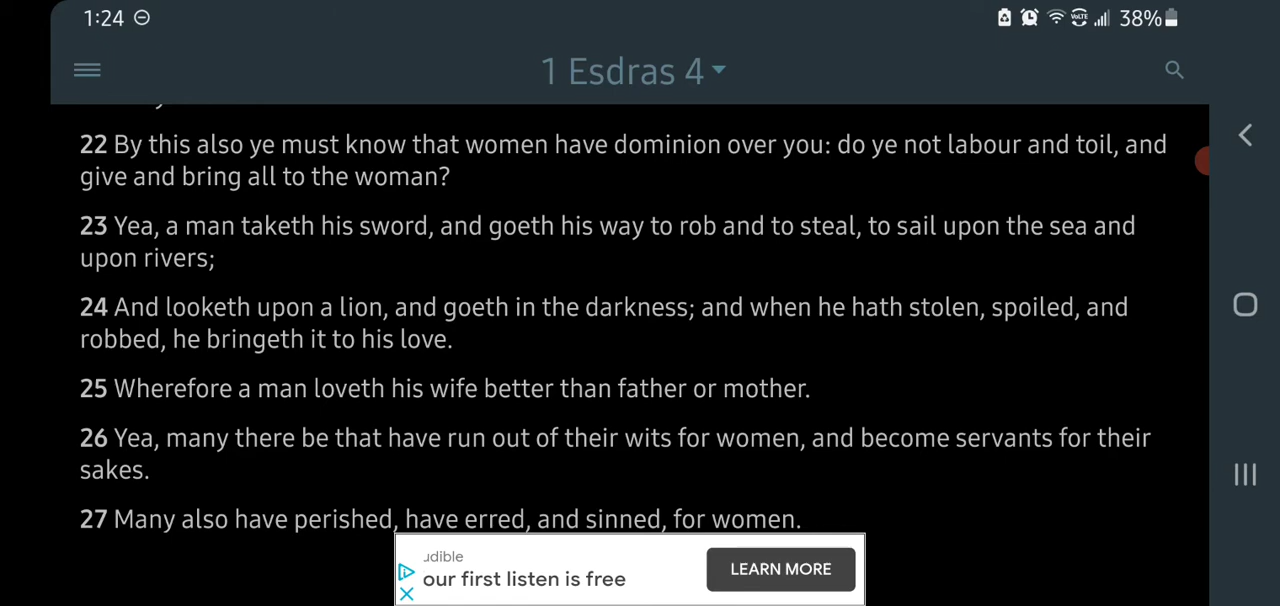 1:24
VoLTE
38%
1 Esdras 4
22 By this also ye must know that women have dominion over you: do ye not labour and toil, and
give and bring all to the woman?
23 Yea, a man taketh his sword, and goeth his way to rob and to steal, to sail upon the sea and
upon rivers;
24 And looketh upon a lion, and goeth in the darkness; and when he hath stolen, spoiled, and
robbed, he bringeth it to his love.
25 Wherefore a man loveth his wife better than father or mother.
26 Yea, many there be that have run out of their wits for women, and become servants for their
sakes.
27 Many also have perished, have erred, and sinned, for women.
udible
our first listen is free
LEARN MORE